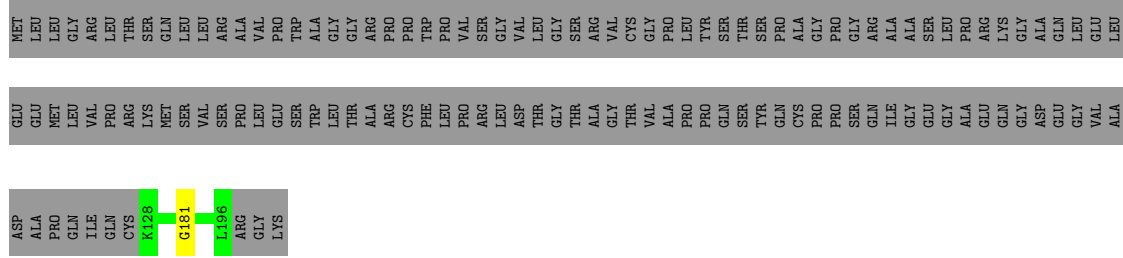 MET LEU LEU GLY ARG LEU THR SER GLN LEU LEU ARG ALA VAL PRO TRP ALA GLY GLY ARG PRO PRO TRP PRO VAL SER GLY VAL LEU GLY SER ARG VAL CYS GLY PRO LEU TYR SER THR SER PRO ALA GLY PRO GLY ARG ALA ALA SER LEU PRO ARG LYS GLY ALA GLN LEU GLU LEU
GLU GLU MET LEU VAL PRO ARG LYS MET SER VAL SER PRO LEU GLU SER TRP LEU THR ALA ARG CYS PHE LEU PRO ARG LEU ASP THR GLY THR ALA GLY THR VAL ALA PRO PRO GLN SER TYR GLN CYS PRO PRO SER GLN ILE GLY GLU GLY ALA GLU GLN GLY ASP GLU GLY VAL ALA
ASP ALA PRO GLN ILE GLN CYS K128 G181 L196 ARG GLY LYS